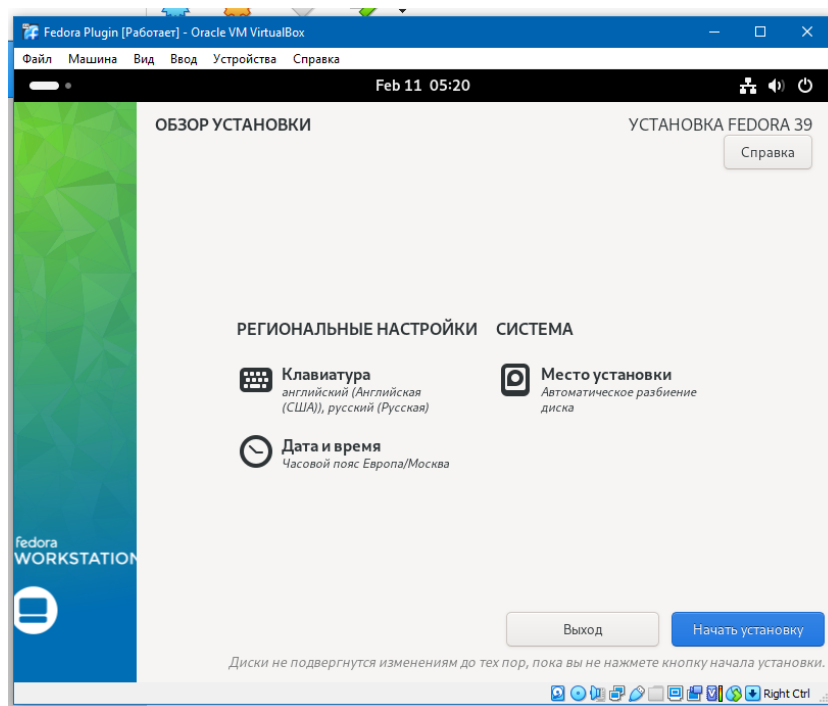 Fedora Plugin [Работает] - Oracle VM VirtualBox
Файл Машина Вид Ввод Устройства Справка
Feb 11 05:20
ОБЗОР УСТАНОВКИ
УСТАНОВКА FEDORA 39
Справка
РЕГИОНАЛЬНЫЕ НАСТРОЙКИ
Клавиатура
английский (Английская
(США)), русский (Русская)
Дата и время
Часовой пояс Европа/Москва
СИСТЕМА
Место установки
Автоматическое разбиение
диска
fedora
WORKSTATION
Выход
Начать установку
Диски не подвергнутся изменениям до тех пор, пока вы не нажмете кнопку начала установки.
Right Ctrl